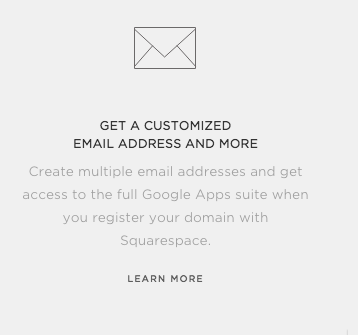 GET A CUSTOMIZED
EMAIL ADDRESS AND MORE
Create multiple email addresses and get
access to the full Google Apps suite when
you register your domain with
Squarespace.
LEARN MORE